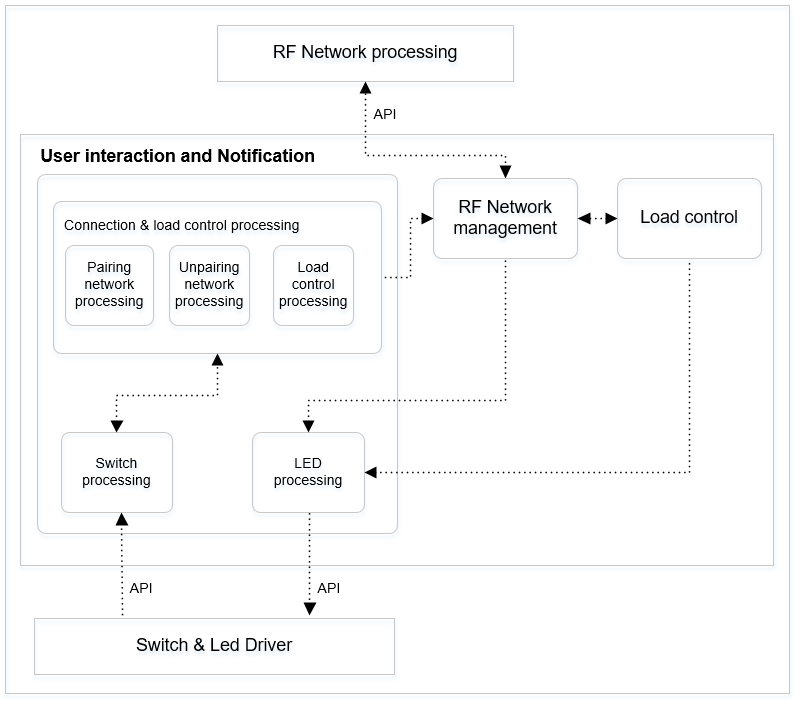 RF Network processing
API
User interaction and Notification
RF Network
management
Load control
Connection & load control processing
Pairing
network
processing
Unpairing
network
processing
Load
control
processing
Switch
processing
LED
processing
API
API
Switch & Led Driver